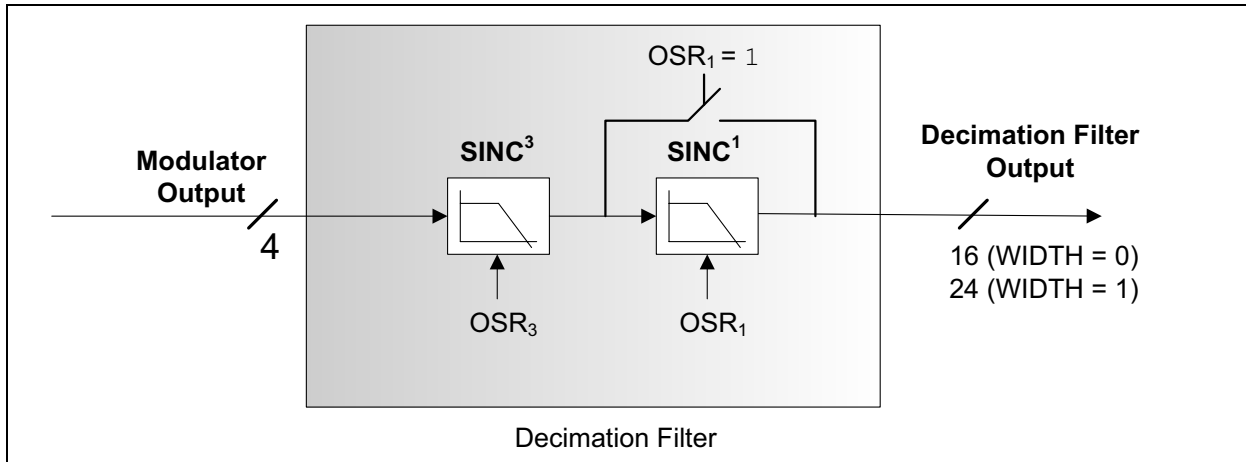 OSR₁ = 1
SINC³
SINC¹
Modulator
Output
4
Decimation Filter
Output
16 (WIDTH = 0)
24 (WIDTH = 1)
OSR₃
OSR₁
Decimation Filter